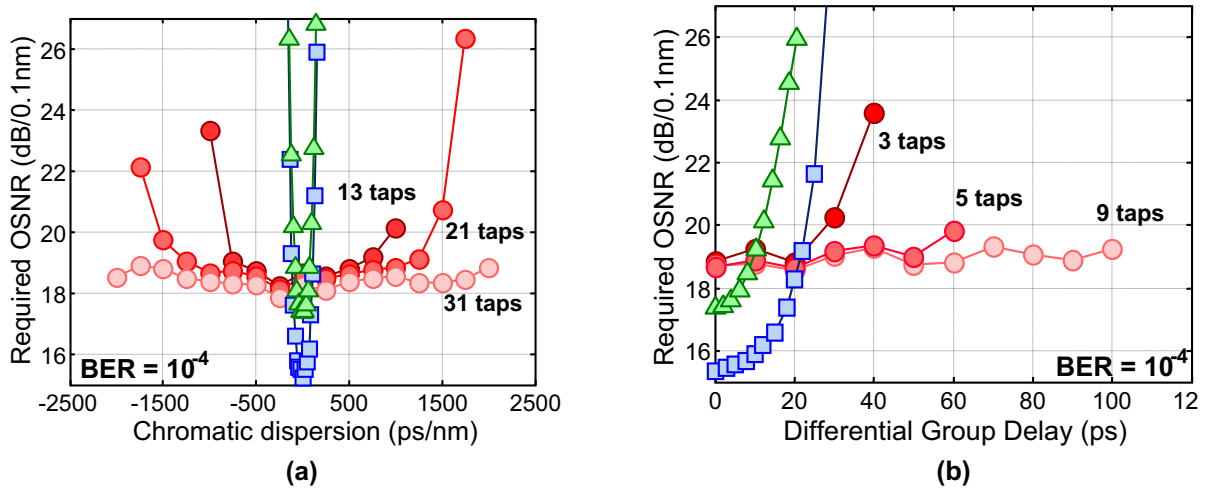 Required OSNR (dB/0.1nm)
26
24
22
20
18
16
13 taps
21 taps
31 taps
BER = 10^-4
-2500 -1500 -500 500 1500 2500
Chromatic dispersion (ps/nm)
(a)
Required OSNR (dB/0.1nm)
26
24
22
20
18
16
3 taps
5 taps
9 taps
BER = 10^-4
0 20 40 60 80 100 12
Differential Group Delay (ps)
(b)